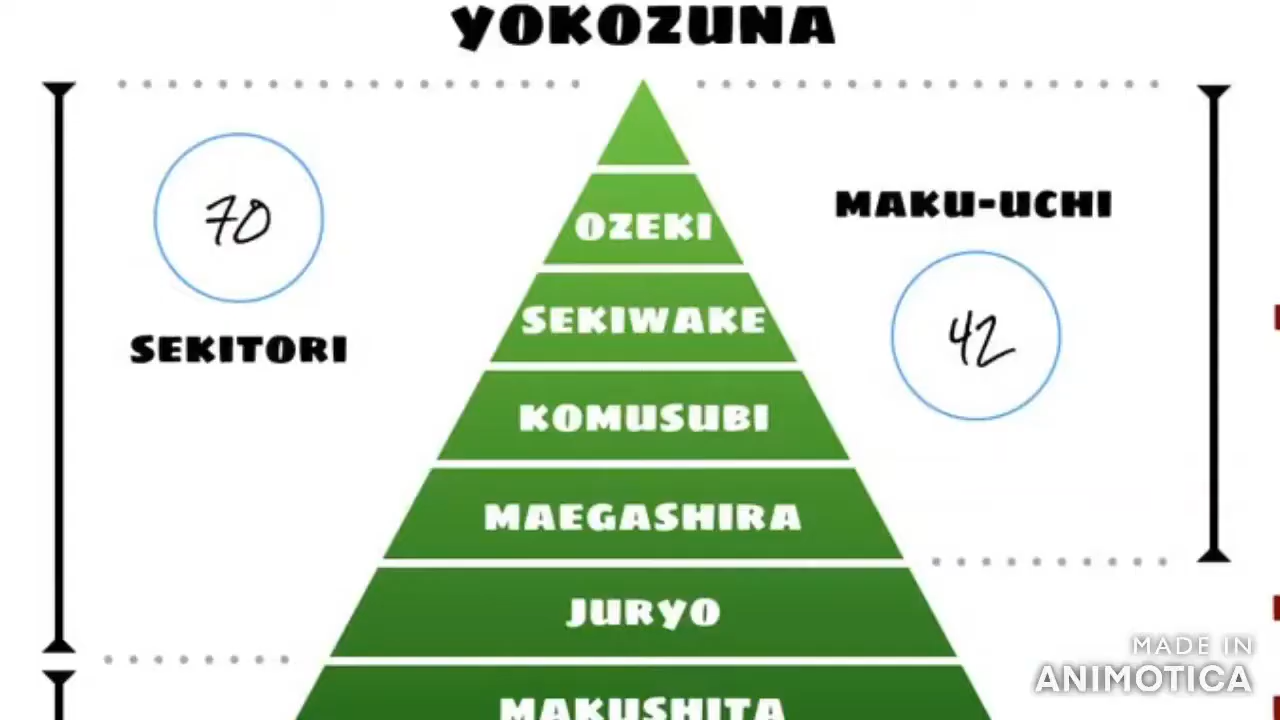 YOKOZUNA
70
SEKITORI
MAKU-UCHI
42
OZEKI
SEKIWAKE
KOMUSUBI
MAEGASHIRA
JURYO
MAKUSHITA
MADE IN
ANIMOTICA